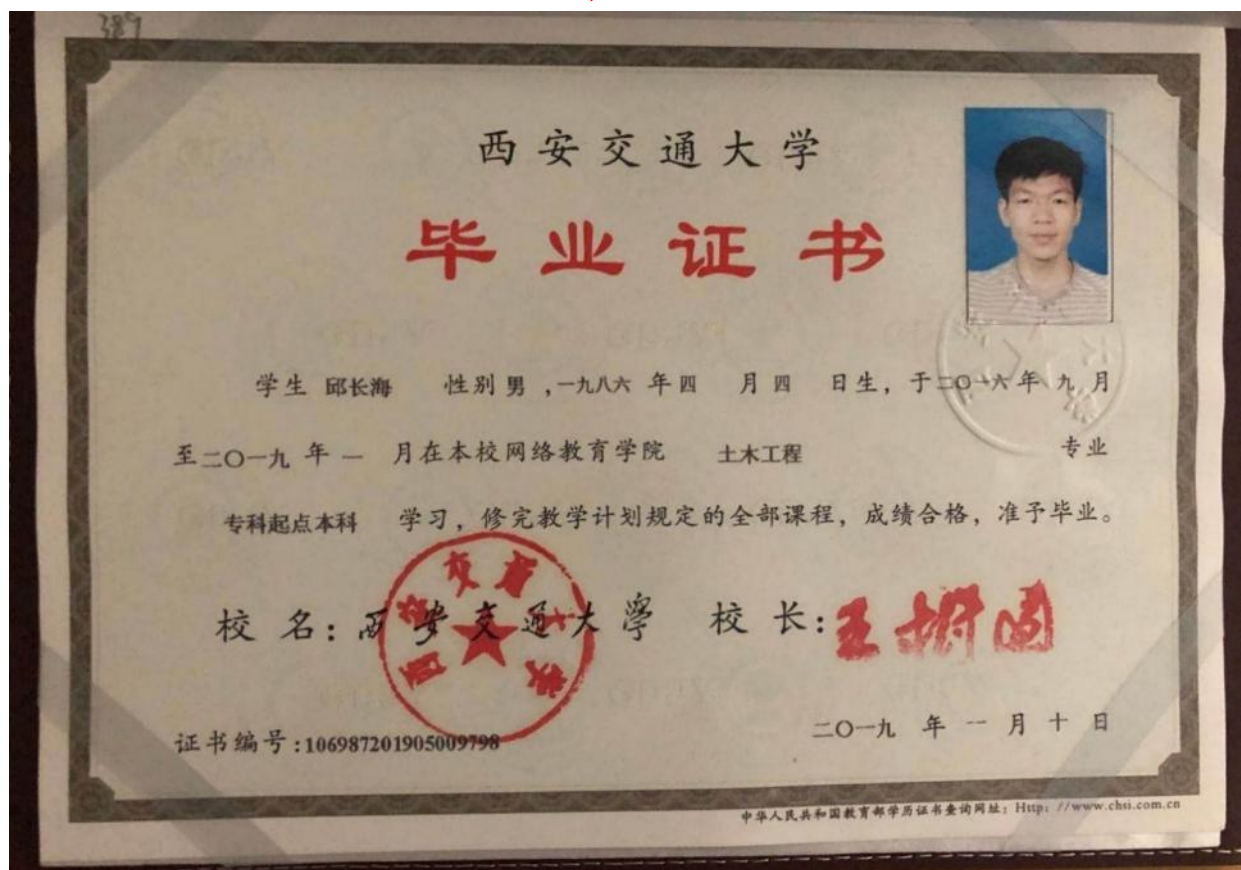 389
西安交通大学
毕业证书
学生 邱长海 性别 男 ,一九八六 年 四 月 四 日生, 于二〇一六年 九 月
至二〇一九 年 一 月在本校网络教育学院 土木工程 专业
专科起点本科 学习, 修完教学计划规定的全部课程, 成绩合格, 准予毕业。
校 名: 西安交通大学 校 长: 王树国
西安交通大学
证书编号:106987201905009798
二〇一九 年 一 月 十 日
中华人民共和国教育部学历证书查询网址: Http: //www.chsi.com.cn